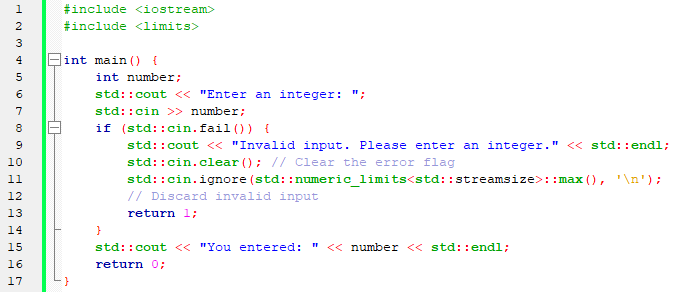 1 #include <iostream>
2 #include <limits>
3
4 int main() {
5     int number;
6     std::cout << "Enter an integer: ";
7     std::cin >> number;
8     if (std::cin.fail()) {
9         std::cout << "Invalid input. Please enter an integer." << std::endl;
10         std::cin.clear(); // Clear the error flag
11         std::cin.ignore(std::numeric_limits<std::streamsize>::max(), '\n');
12         // Discard invalid input
13         return 1;
14     }
15     std::cout << "You entered: " << number << std::endl;
16     return 0;
17 }